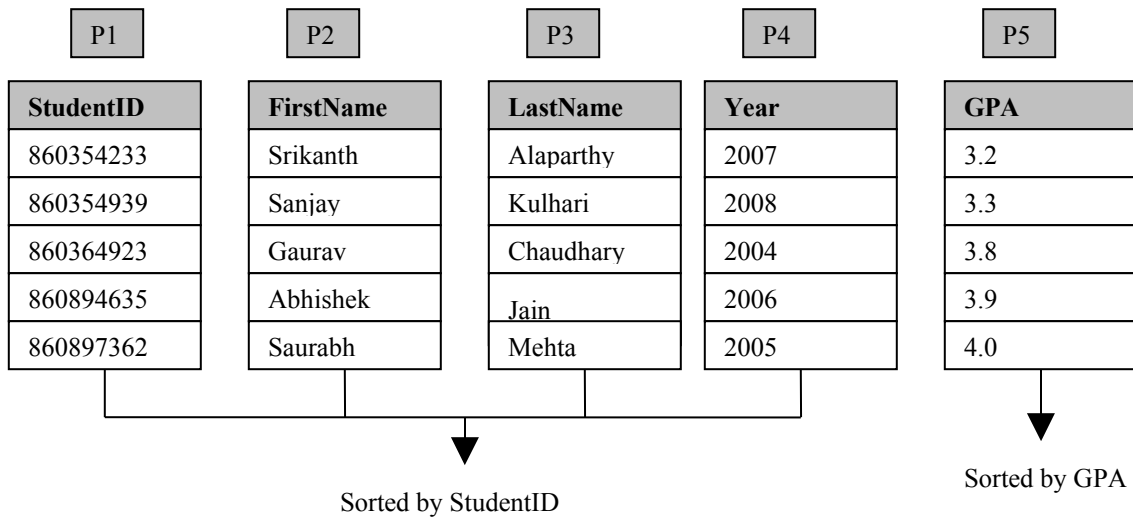 P1 P2 P3 P4 P5
StudentID FirstName LastName Year GPA
860354233 Srikanth Alaparthy 2007 3.2
860354939 Sanjay Kulhari 2008 3.3
860364923 Gaurav Chaudhary 2004 3.8
860894635 Abhishek Jain 2006 3.9
860897362 Saurabh Mehta 2005 4.0
Sorted by StudentID
Sorted by GPA